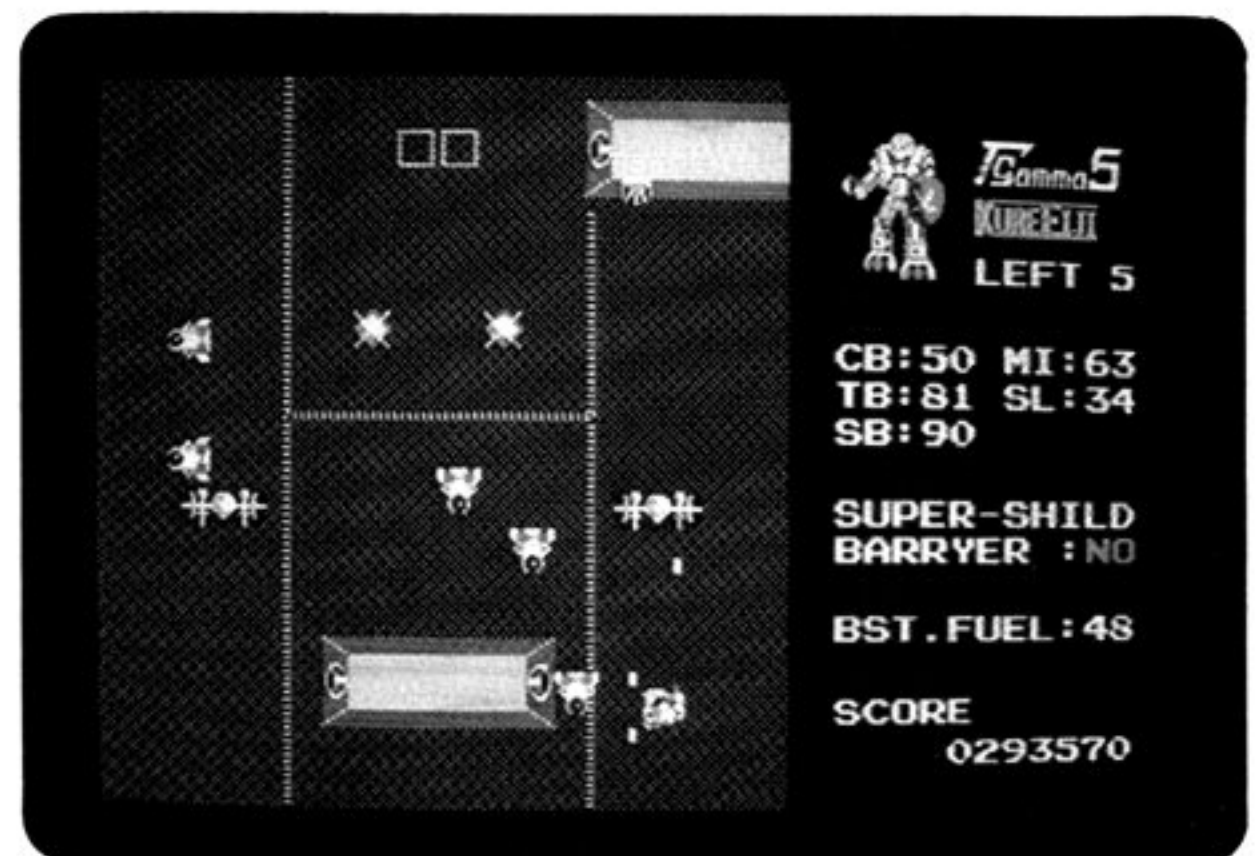 Gamma5
KUREEIJI
LEFT 5
CB:50 MI:63
TB:81 SL:34
SB:90
SUPER-SHILD
BARRYER :NO
BST.FUEL:48
SCORE
0293570